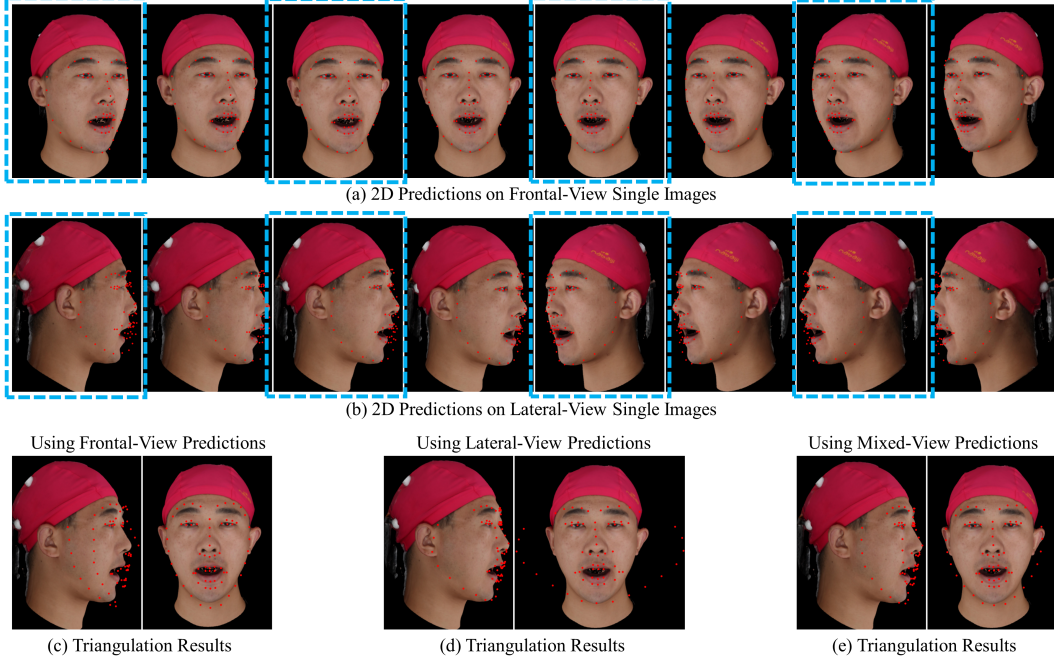 (a) 2D Predictions on Frontal-View Single Images
(b) 2D Predictions on Lateral-View Single Images
Using Frontal-View Predictions
Using Lateral-View Predictions
Using Mixed-View Predictions
(c) Triangulation Results
(d) Triangulation Results
(e) Triangulation Results